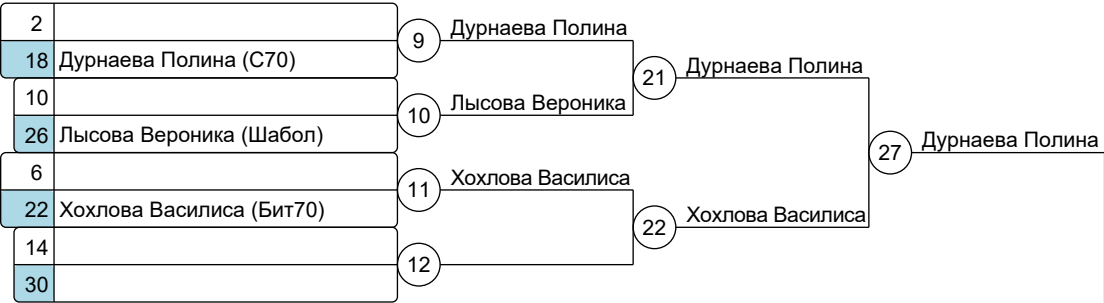 2
9
Дурнаева Полина
18 Дурнаева Полина (С70)
21
Дурнаева Полина
10
10
Лысова Вероника
26 Лысова Вероника (Шабол)
27
Дурнаева Полина
6
11
Хохлова Василиса
22 Хохлова Василиса (Бит70)
22
Хохлова Василиса
14
12
30